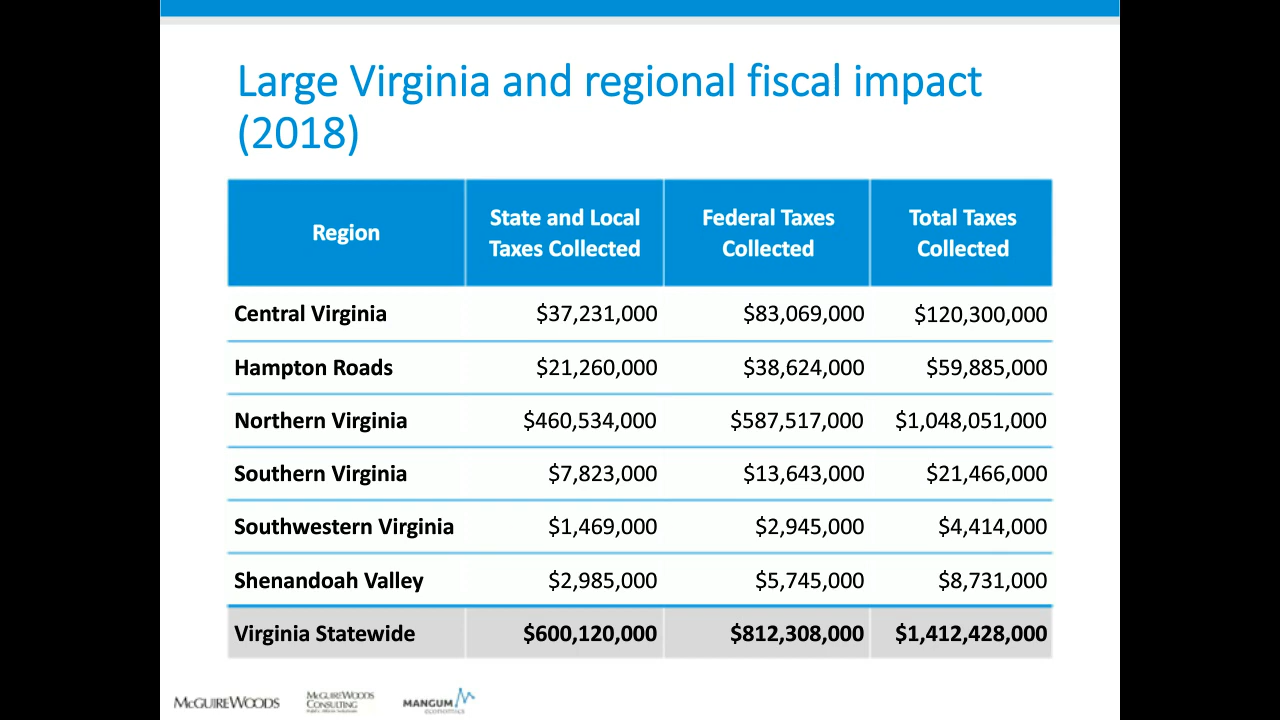 Large Virginia and regional fiscal impact
(2018)
Region
State and Local
Taxes Collected
Federal Taxes
Collected
Total Taxes
Collected
Central Virginia $37,231,000 $83,069,000 $120,300,000
Hampton Roads $21,260,000 $38,624,000 $59,885,000
Northern Virginia $460,534,000 $587,517,000 $1,048,051,000
Southern Virginia $7,823,000 $13,643,000 $21,466,000
Southwestern Virginia $1,469,000 $2,945,000 $4,414,000
Shenandoah Valley $2,985,000 $5,745,000 $8,731,000
Virginia Statewide $600,120,000 $812,308,000 $1,412,428,000
McGUIREWOODS
McGUIREWOODS
CONSULTING
MANGUM
ECONOMICS